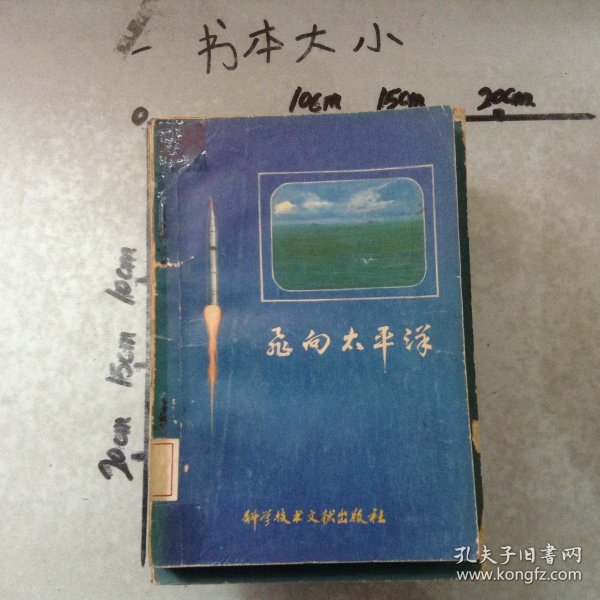 书本大小
0
10cm 15cm 20cm
10cm
15cm
20cm
飞向太平洋
科学技术文献出版社
孔夫子旧书网
www.kongfz.com